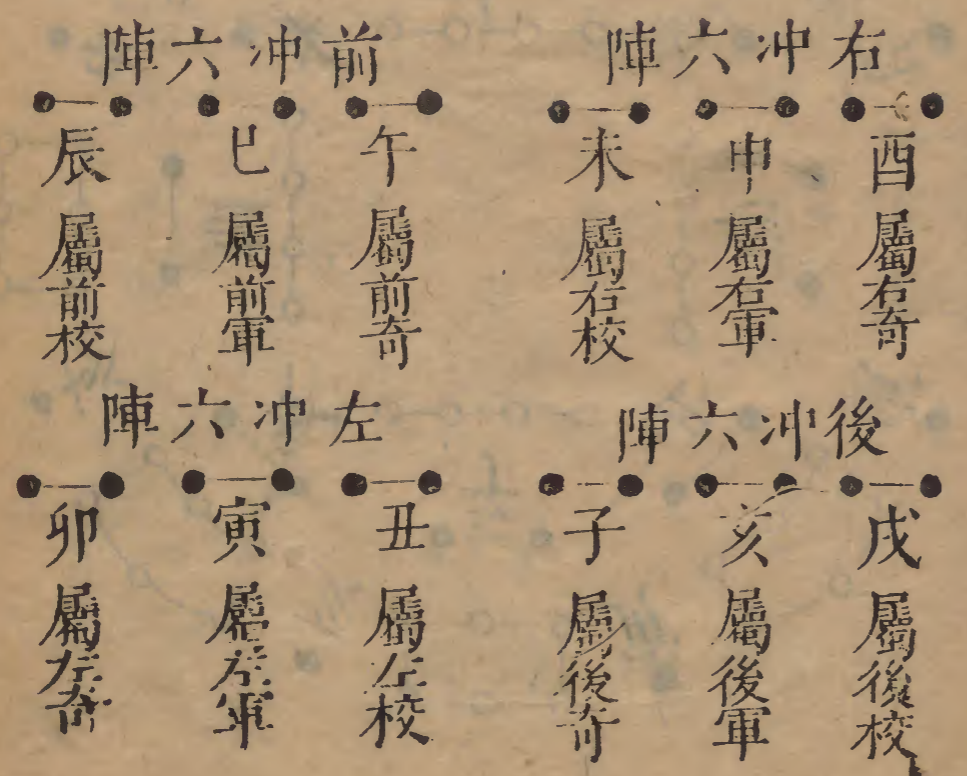 右冲六陣
酉屬右奇
申屬右軍
未屬右校
前冲六陣
午屬前奇
巳屬前軍
辰屬前校
後冲六陣
戌屬後校
亥屬後軍
子屬後奇
左冲六陣
丑屬左校
寅屬左軍
卯屬左奇